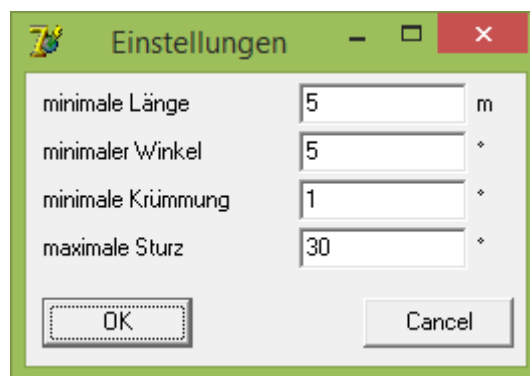 Einstellungen
minimale Länge 5 m
minimaler Winkel 5 °
minimale Krümmung 1 °
maximale Sturz 30 °
OK Cancel